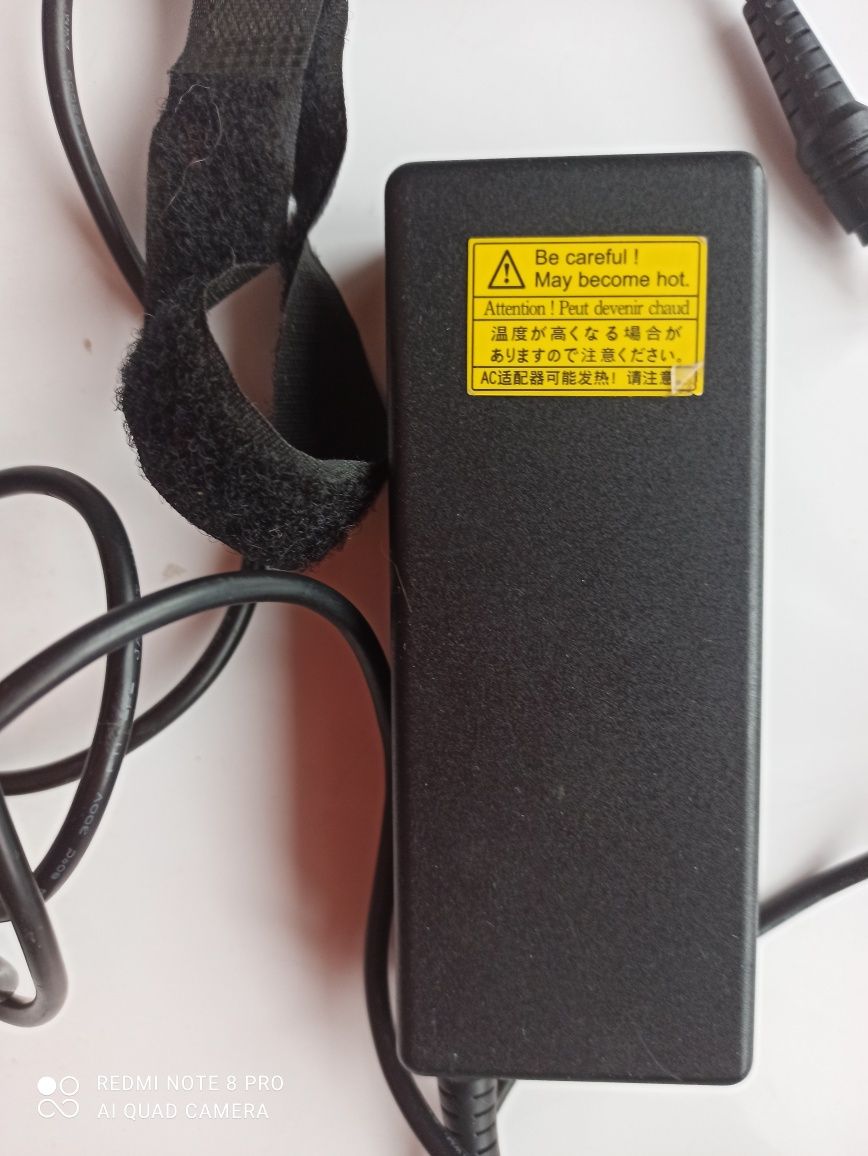 Be careful !
May become hot.
Attention ! Peut devenir chaud
温度が高くなる場合が
ありますので注意ください。
AC适配器可能发热！请注意
80℃ 300V
REDMI NOTE 8 PRO
AI QUAD CAMERA